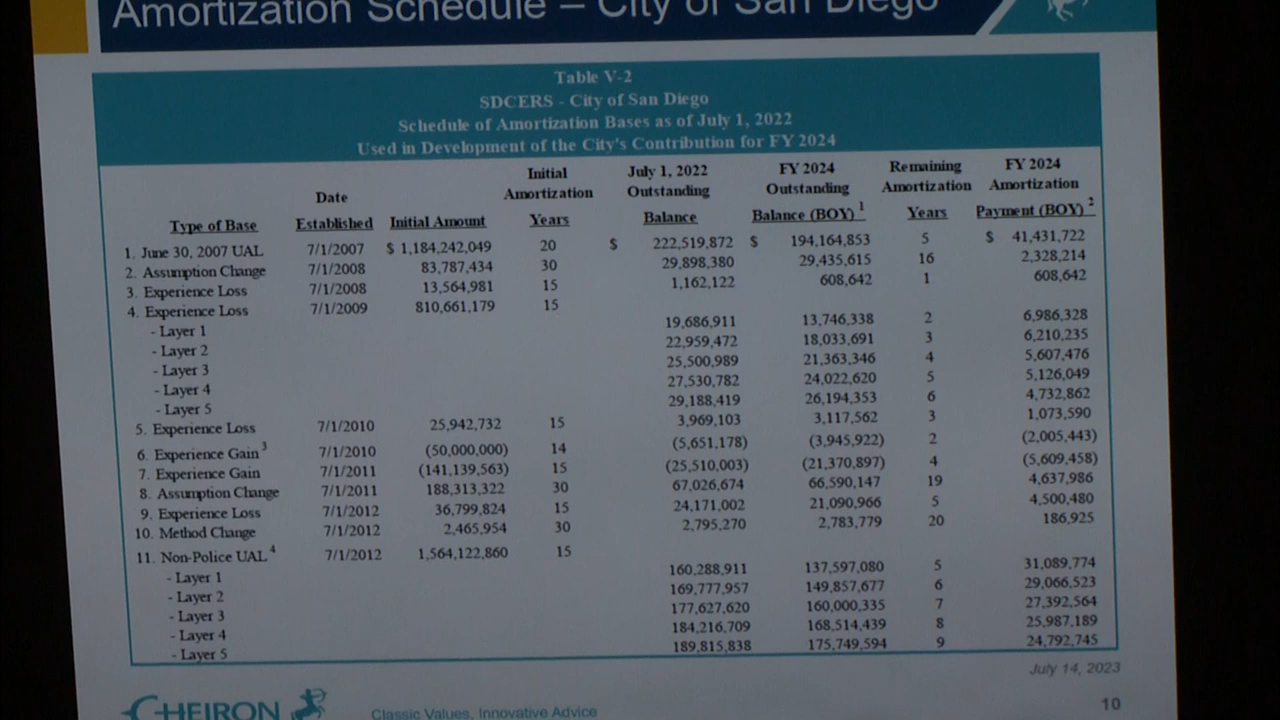 Amortization Schedule – City of San Diego
Table V-2
SDCERS - City of San Diego
Schedule of Amortization Bases as of July 1, 2022
Used in Development of the City's Contribution for FY 2024
Type of Base Date Established Initial Amount Initial Amortization Years July 1, 2022 Outstanding Balance FY 2024 Outstanding Balance (BOY) 1 Remaining Amortization Years FY 2024 Amortization Payment (BOY) 2
1. June 30, 2007 UAL 7/1/2007 $ 1,184,242,049 20 $ 222,519,872 $ 194,164,853 5 $ 41,431,722
2. Assumption Change 7/1/2008 83,787,434 30 29,898,380 29,435,615 16 2,328,214
3. Experience Loss 7/1/2008 13,564,981 15 1,162,122 608,642 1 608,642
4. Experience Loss 7/1/2009 810,661,179 15
- Layer 1 19,686,911 13,746,338 2 6,986,328
- Layer 2 22,959,472 18,033,691 3 6,210,235
- Layer 3 25,500,989 21,363,346 4 5,607,476
- Layer 4 27,530,782 24,022,620 5 5,126,049
- Layer 5 29,188,419 26,194,353 6 4,732,862
5. Experience Loss 7/1/2010 25,942,732 15 3,969,103 3,117,562 3 1,073,590
6. Experience Gain 3 7/1/2010 (50,000,000) 14 (5,651,178) (3,945,922) 2 (2,005,443)
7. Experience Gain 7/1/2011 (141,139,563) 15 (25,510,003) (21,370,897) 4 (5,609,458)
8. Assumption Change 7/1/2011 188,313,322 30 67,026,674 66,590,147 19 4,637,986
9. Experience Loss 7/1/2012 36,799,824 15 24,171,002 21,090,966 5 4,500,480
10. Method Change 7/1/2012 2,465,954 30 2,795,270 2,783,779 20 186,925
11. Non-Police UAL 4 7/1/2012 1,564,122,860 15
- Layer 1 160,288,911 137,597,080 5 31,089,774
- Layer 2 169,777,957 149,857,677 6 29,066,523
- Layer 3 177,627,620 160,000,335 7 27,392,564
- Layer 4 184,216,709 168,514,439 8 25,987,189
- Layer 5 189,815,838 175,749,594 9 24,792,745
July 14, 2023
CHEIRON Classic Values, Innovative Advice 10